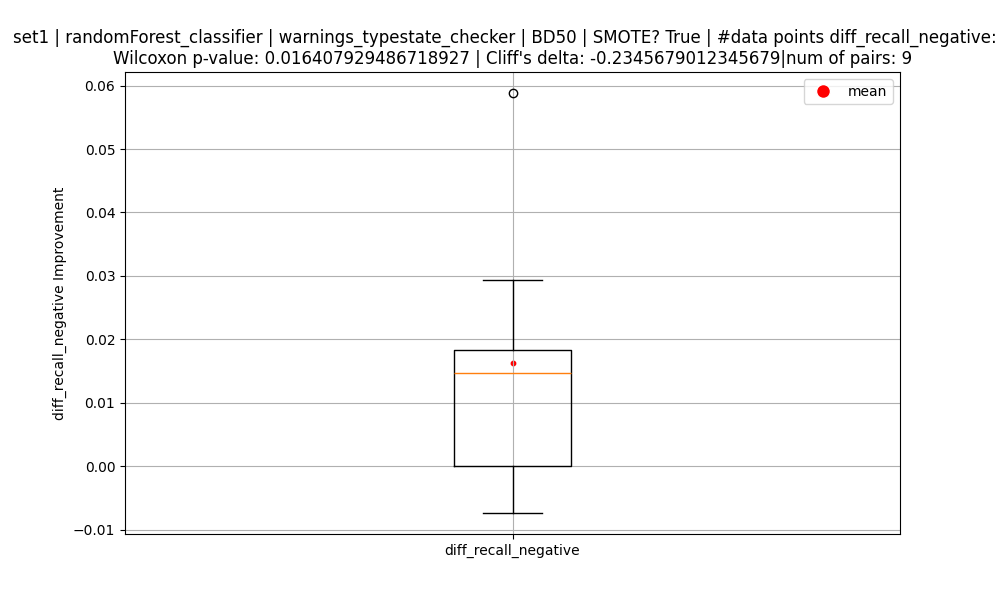 set1 | randomForest_classifier | warnings_typestate_checker | BD50 | SMOTE? True | #data points diff_recall_negative:
Wilcoxon p-value: 0.016407929486718927 | Cliff's delta: -0.2345679012345679|num of pairs: 9
mean
0.06
0.05
0.04
0.03
0.02
0.01
0.00
−0.01
diff_recall_negative Improvement
diff_recall_negative